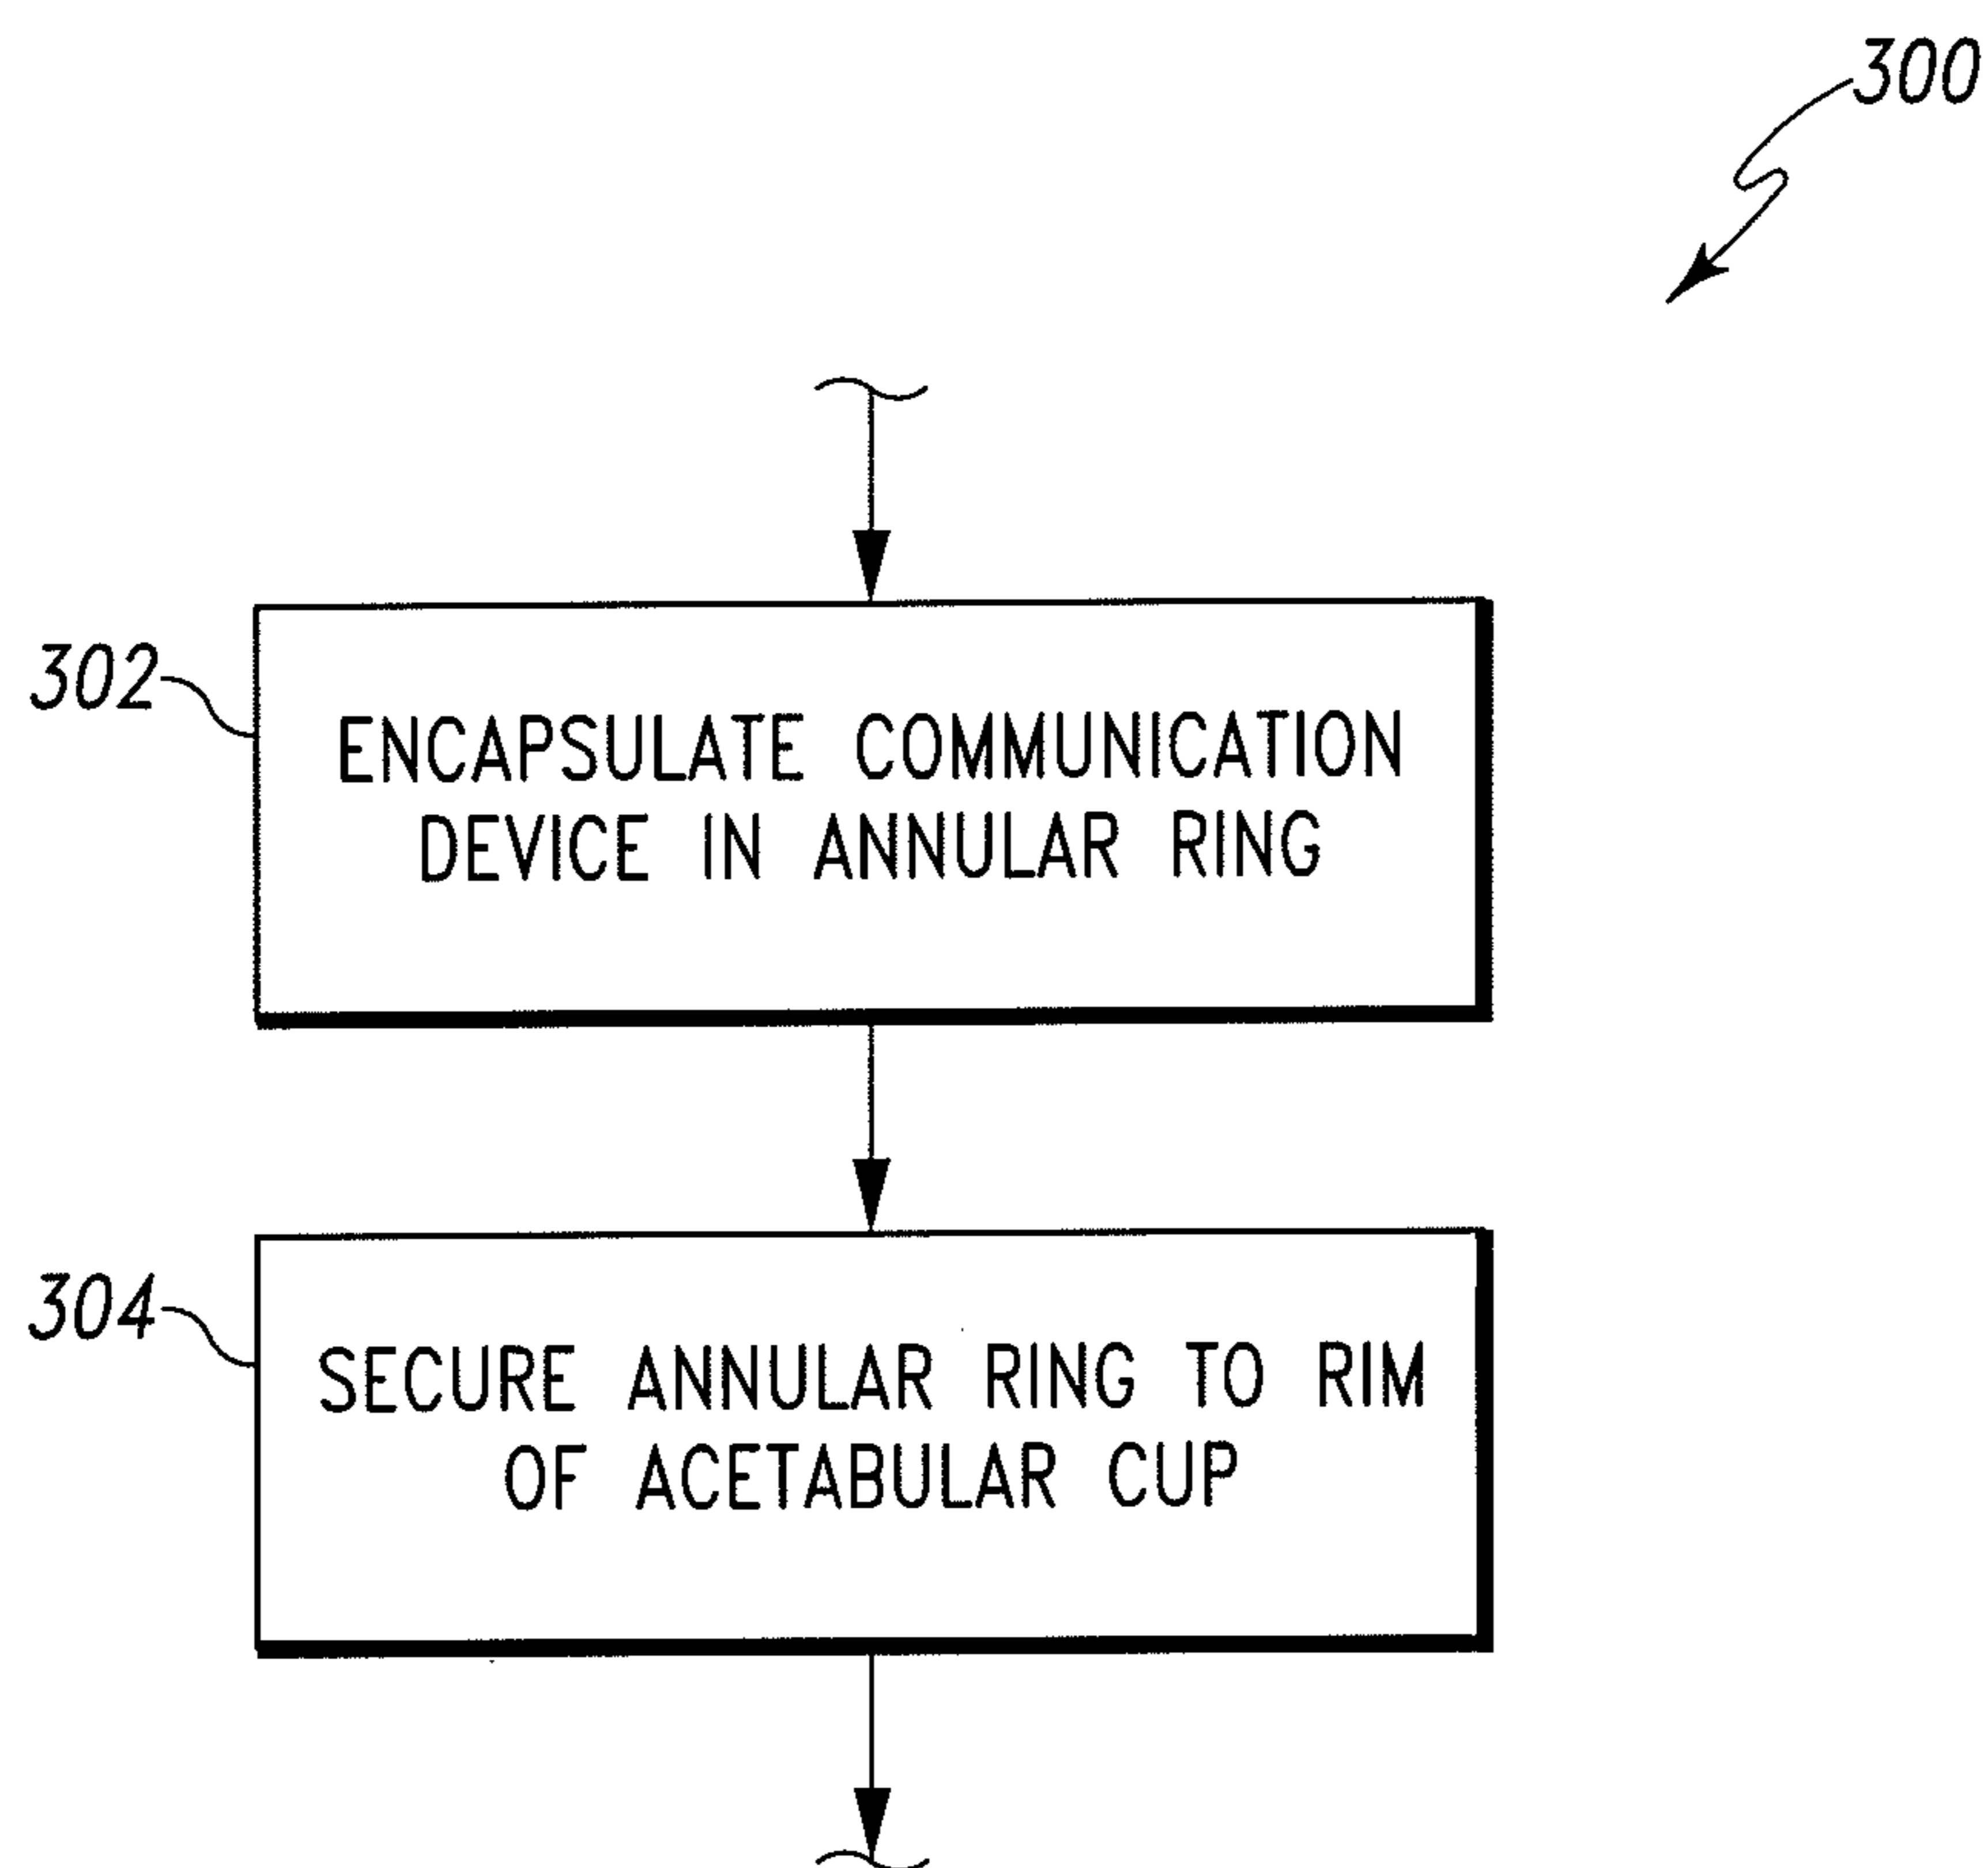 300
302
ENCAPSULATE COMMUNICATION
DEVICE IN ANNULAR RING
304
SECURE ANNULAR RING TO RIM
OF ACETABULAR CUP